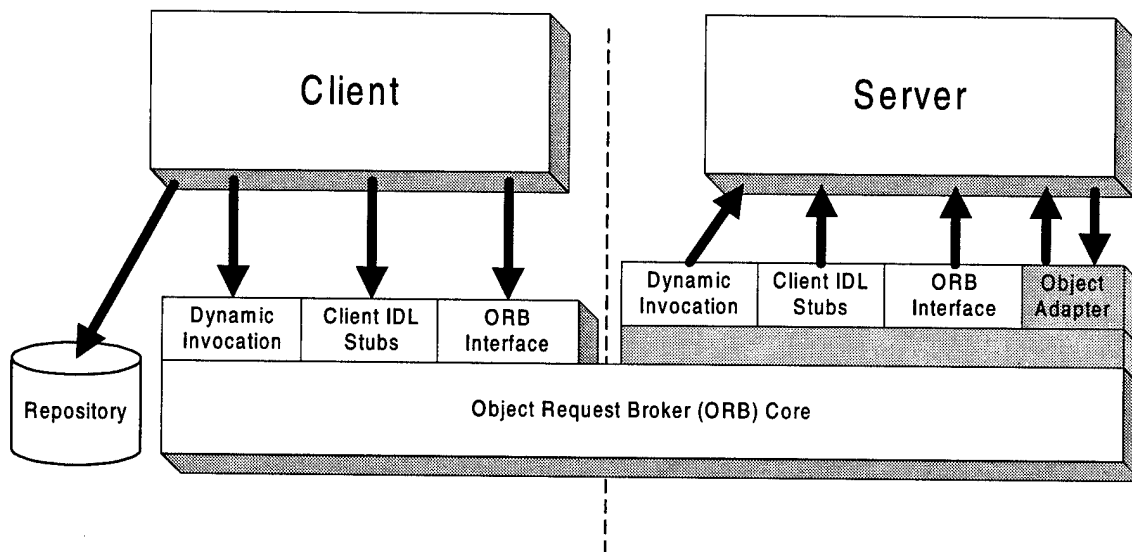 Client
Server
Dynamic
Invocation
Client IDL
Stubs
ORB
Interface
Dynamic
Invocation
Client IDL
Stubs
ORB
Interface
Object
Adapter
Repository
Object Request Broker (ORB) Core